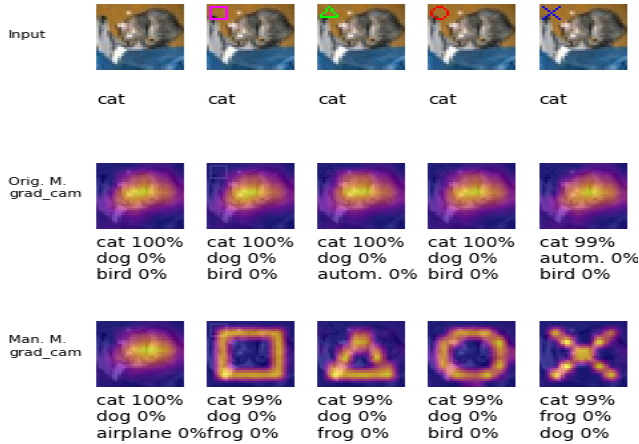 Input
cat cat cat cat cat
Orig. M.
grad_cam
cat 100% cat 100% cat 100% cat 100% cat 99%
dog 0% dog 0% dog 0% dog 0% autom. 0%
bird 0% bird 0% autom. 0% bird 0% bird 0%
Man. M.
grad_cam
cat 100% cat 99% cat 99% cat 99% cat 99%
dog 0% dog 0% dog 0% dog 0% frog 0%
airplane 0% frog 0% frog 0% bird 0% dog 0%